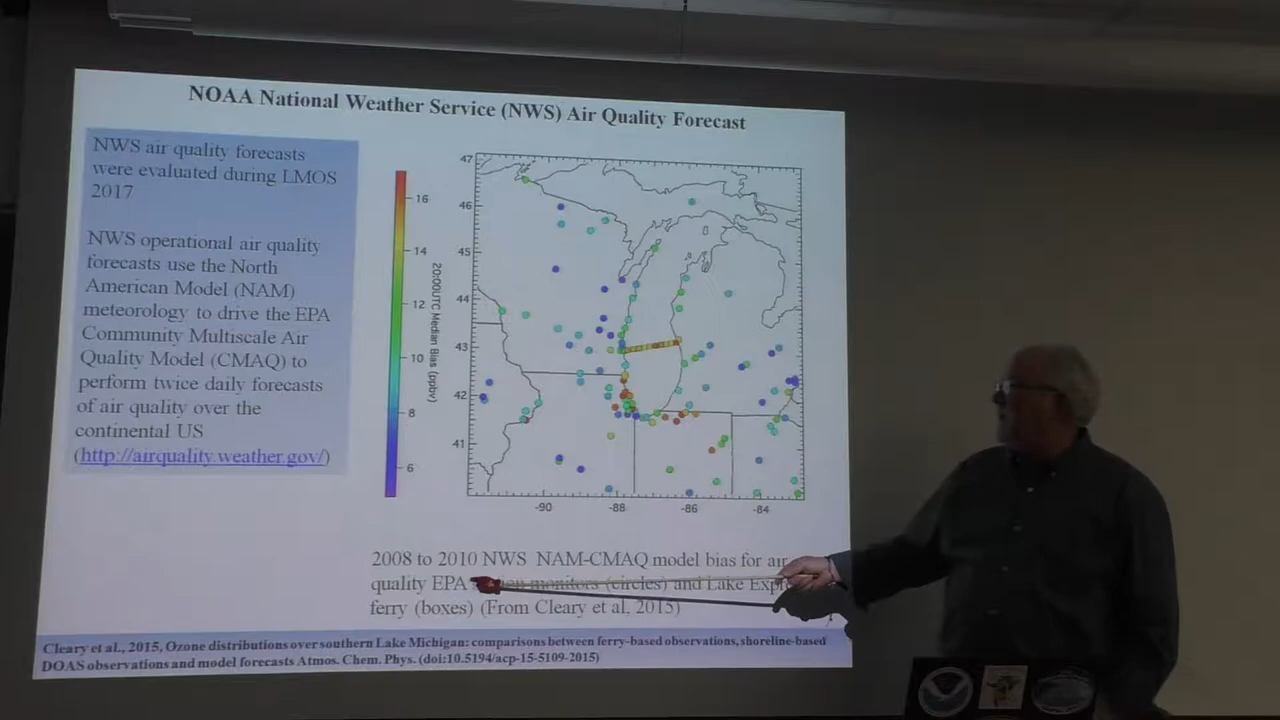 NOAA National Weather Service (NWS) Air Quality Forecast
NWS air quality forecasts
were evaluated during LMOS
2017
NWS operational air quality
forecasts use the North
American Model (NAM)
meteorology to drive the EPA
Community Multiscale Air
Quality Model (CMAQ) to
perform twice daily forecasts
of air quality over the
continental US
(http://airquality.weather.gov/)
16
14
12
10
8
6
20:00UTC Median Bias (ppbv)
47
46
45
44
43
42
41
-90
-88
-86
-84
2008 to 2010 NWS NAM-CMAQ model bias for air
quality EPA monitors (circles) and Lake
ferry (boxes) (From Cleary et al, 2015)
Cleary et al., 2015, Ozone distributions over southern Lake Michigan: comparisons between ferry-based observations, shoreline-based
DOAS observations and model forecasts Atmos. Chem. Phys. (doi:10.5194/acp-15-5109-2015)